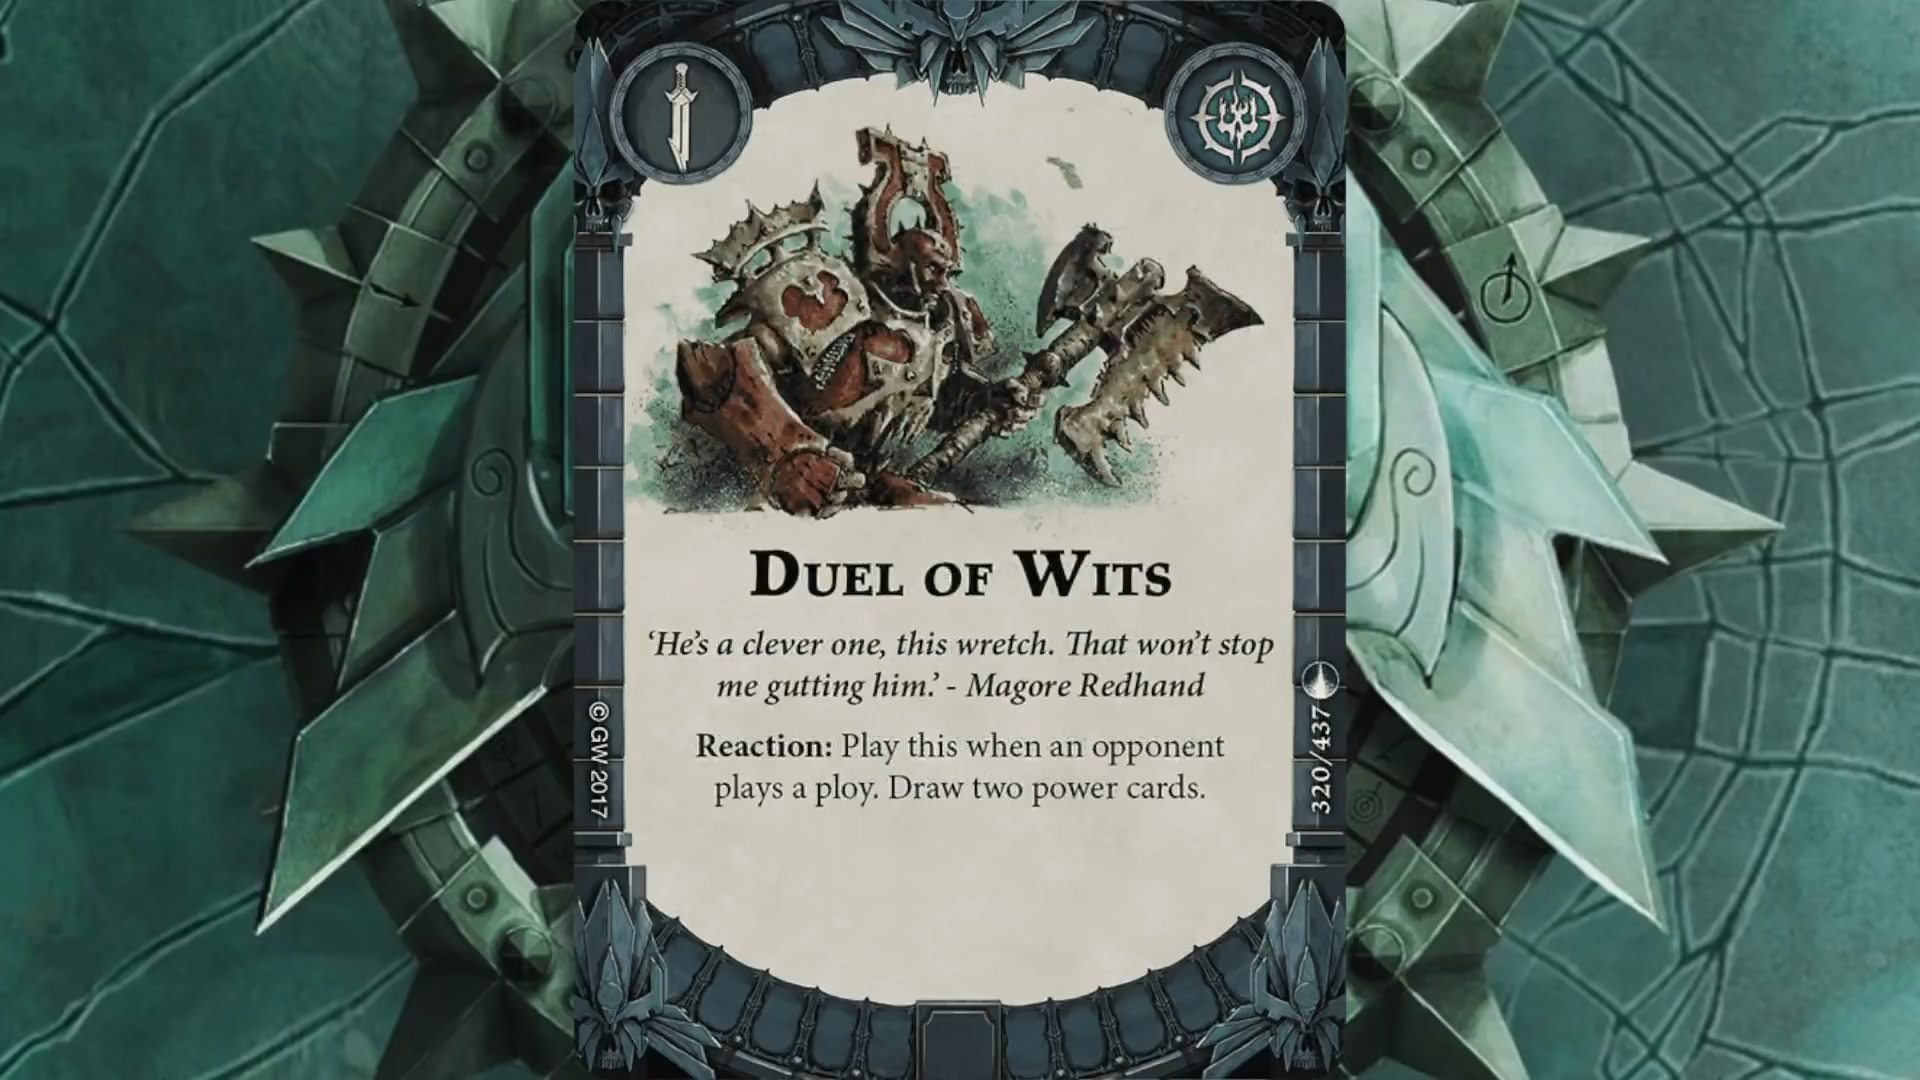 DUEL OF WITS
‘He’s a clever one, this wretch. That won’t stop
me gutting him.’ - Magore Redhand
Reaction: Play this when an opponent
plays a ploy. Draw two power cards.
© GW 2017
320/437